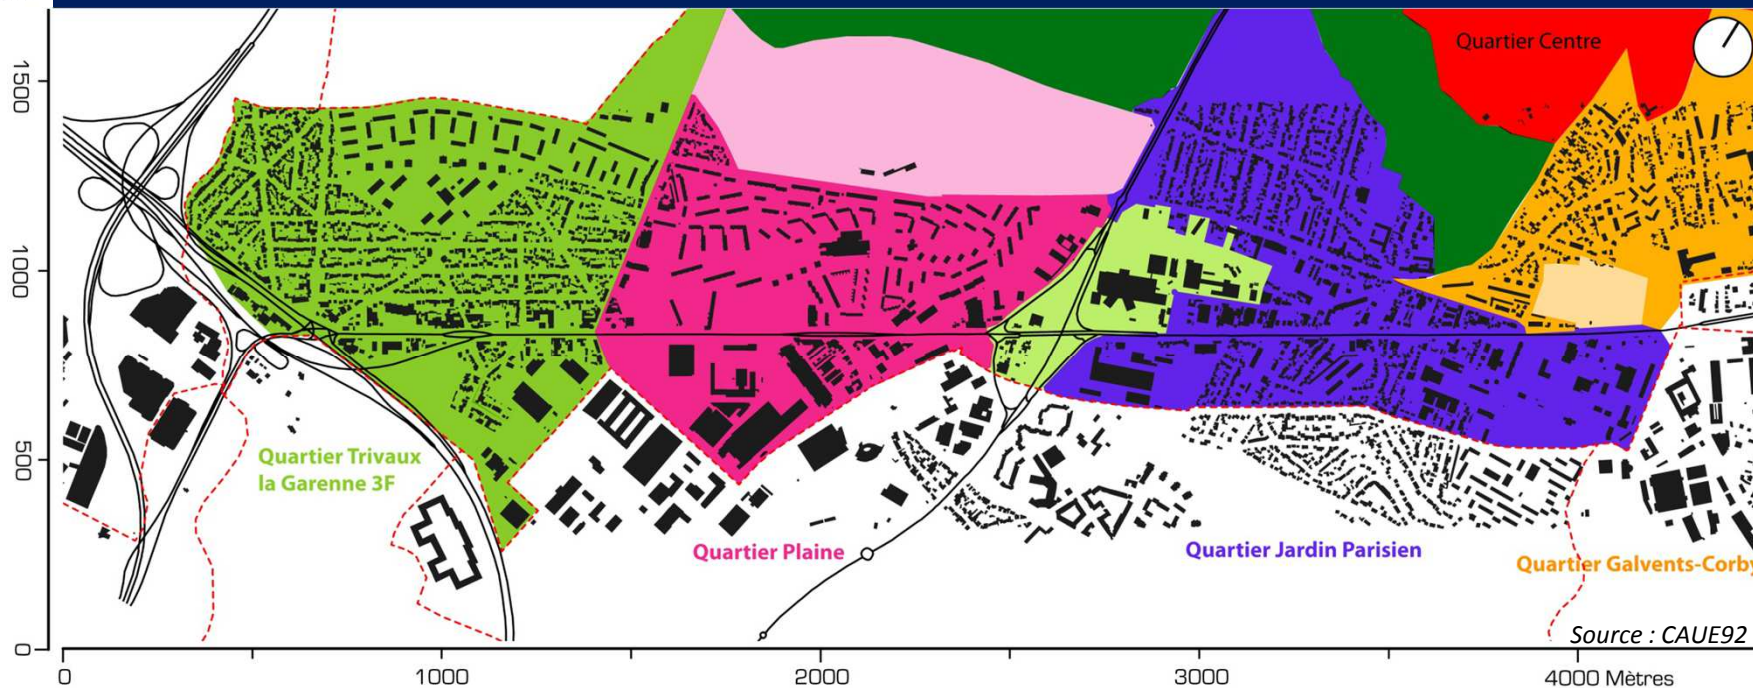 Quartier Centre
1500
1000
500
0
Quartier Trivaux
la Garenne 3F
Quartier Plaine
Quartier Jardin Parisien
Quartier Galvents-Corby
Source : CAUE92
0
1000
2000
3000
4000 Mètres